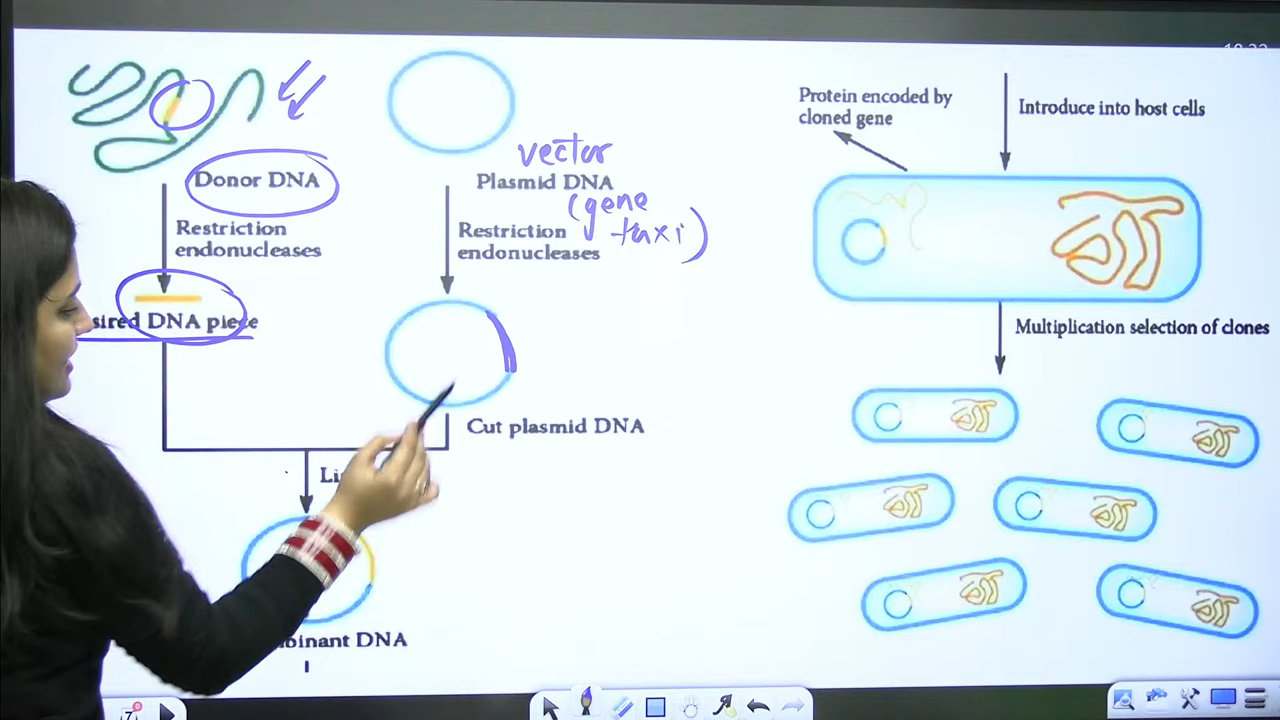 Donor DNA
Restriction
endonucleases
sired DNA piece
vector
Plasmid DNA
(gene
taxi)
Restriction
endonucleases
Cut plasmid DNA
binant DNA
Protein encoded by
cloned gene
Introduce into host cells
Multiplication selection of clones